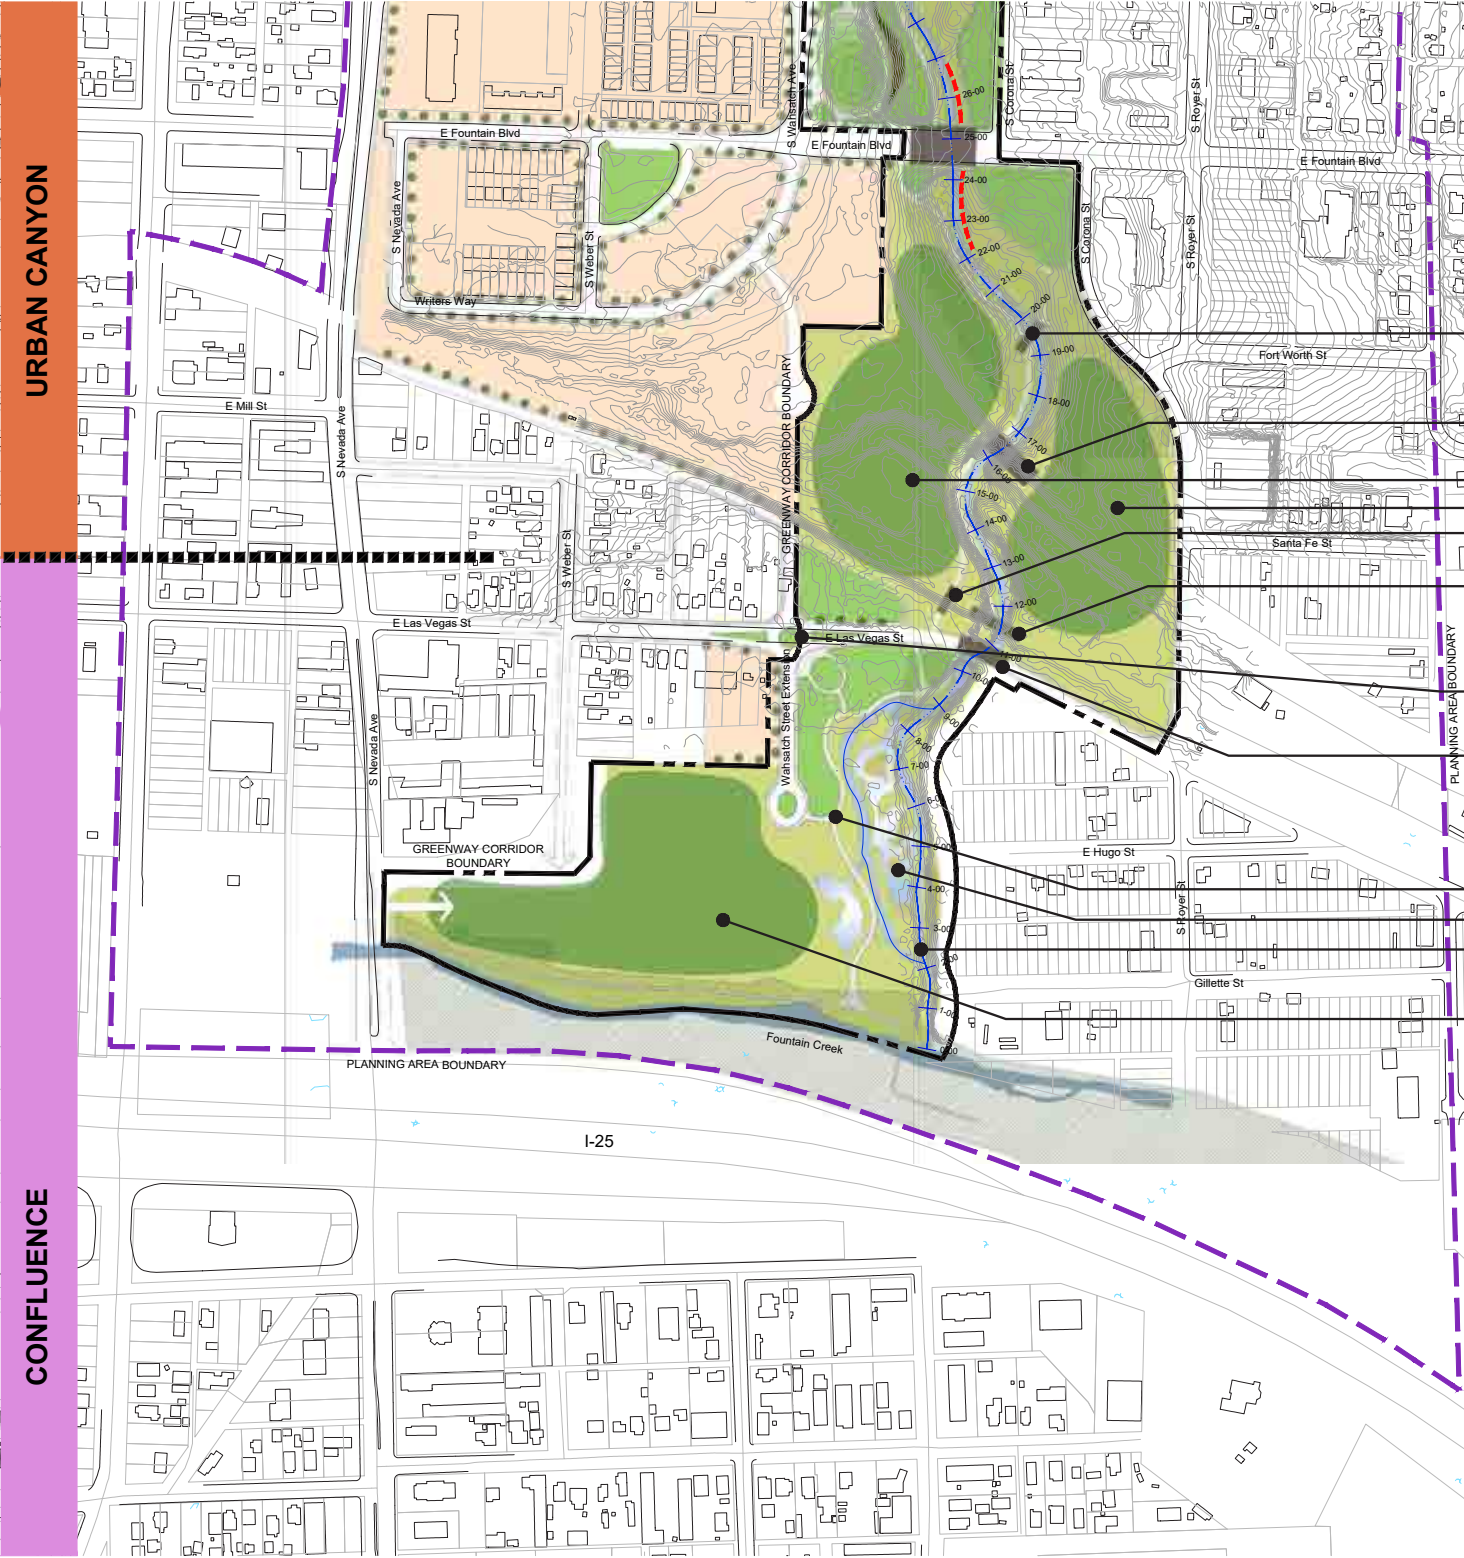 URBAN CANYON
CONFLUENCE
S Wahsatch Ave
S Corona St
S Royer St
26-00
25-00
E Fountain Blvd
E Fountain Blvd
E Fountain Blvd
24-00
23-00
22-00
21-00
20-00
S Nevada Ave
S Weber St
S Corona St
S Royer St
Writers Way
19-00
Fort Worth St
18-00
E Mill St
S Nevada Ave
GREENWAY CORRIDOR BOUNDARY
17-00
16-00
15-00
14-00
13-00
Santa Fe St
S Weber St
12-00
E Las Vegas St
E Las Vegas St
11-00
10-00
PLANNING AREA BOUNDARY
Wahsatch Street Extension
S Nevada Ave
9-00
8-00
7-00
GREENWAY CORRIDOR
BOUNDARY
E Hugo St
4-00
S Royer St
3-00
Gillette St
1-00
Fountain Creek
0-00
PLANNING AREA BOUNDARY
I-25